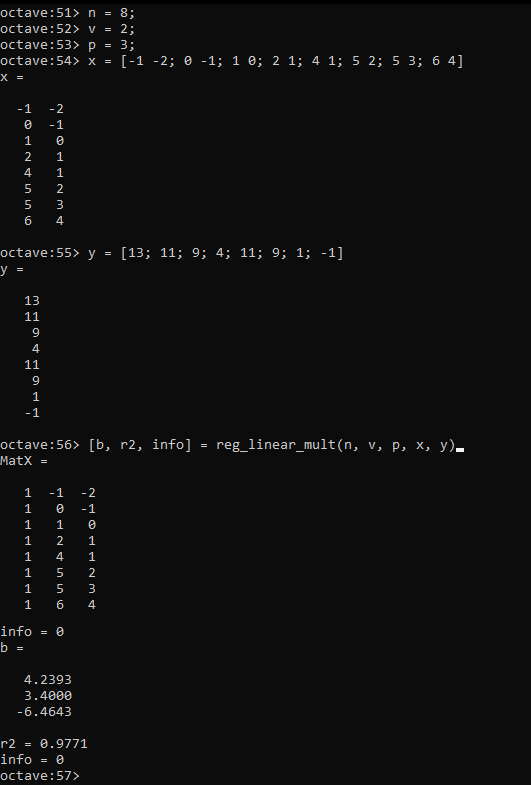 octave:51> n = 8;
octave:52> v = 2;
octave:53> p = 3;
octave:54> x = [-1 -2; 0 -1; 1 0; 2 1; 4 1; 5 2; 5 3; 6 4]
x =
-1 -2
0 -1
1 0
2 1
4 1
5 2
5 3
6 4
octave:55> y = [13; 11; 9; 4; 11; 9; 1; -1]
y =
13
11
9
4
11
9
1
-1
octave:56> [b, r2, info] = reg_linear_mult(n, v, p, x, y)
MatX =
1 -1 -2
1 0 -1
1 1 0
1 2 1
1 4 1
1 5 2
1 5 3
1 6 4
info = 0
b =
4.2393
3.4000
-6.4643
r2 = 0.9771
info = 0
octave:57>